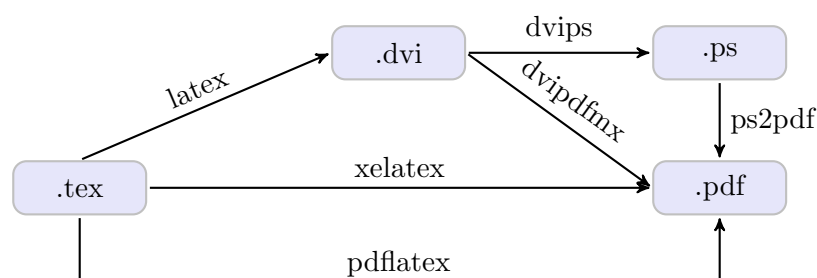 dvips
.dvi
.ps
latex
dvipdfmx
ps2pdf
xelatex
.tex
.pdf
pdflatex